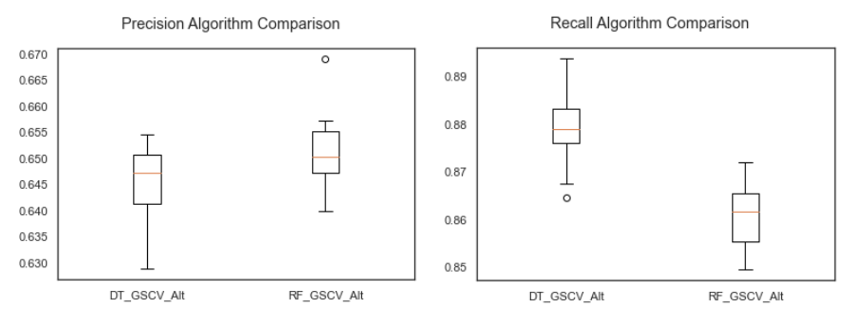 Precision Algorithm Comparison
0.670
0.665
0.660
0.655
0.650
0.645
0.640
0.635
0.630
DT_GSCV_Alt
RF_GSCV_Alt
Recall Algorithm Comparison
0.89
0.88
0.87
0.86
0.85
DT_GSCV_Alt
RF_GSCV_Alt